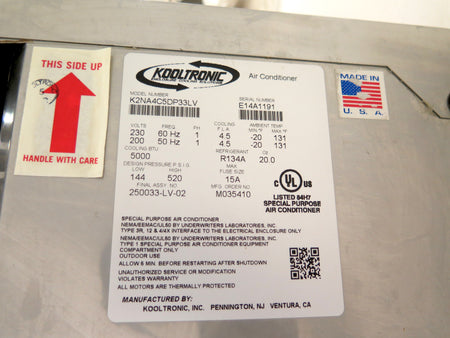 THIS SIDE UP
HANDLE WITH CARE
KOOLTRONIC
ENCLOSURE COOLING SOLUTIONS
Air Conditioner
MADE IN
U.S.A.
MODEL NUMBER
K2NA4C5DP33LV
SERIAL NUMBER
E14A1191
VOLTS FREQ. PH COOLING F L A AMBIENT TEMP. MIN °F MAX °F
230 60 Hz 1 4.5 -20 131
200 50 Hz 1 4.5 -20 131
COOLING BTU REFRIGERANT OZ
5000 R134A 20.0
DESIGN PRESSURE P.S.I.G. MAX
LOW HIGH FUSE SIZE
144 520 15A
FINAL ASSY NO. MFG ORDER NO
250033-LV-02 M035410
C UL US
LISTED 84H7
SPECIAL PURPOSE
AIR CONDITIONER
SPECIAL PURPOSE AIR CONDITIONER
NEMA/EEMAC/UL50 BY UNDERWRITERS LABORATORIES, INC.
TYPE 3R, 12 & 4/4X INTERFACE TO THE ELECTRICAL ENCLOSURE ONLY
NEMA/EEMAC/UL50 BY UNDERWRITERS LABORATORIES, INC.
TYPE 1 SPECIAL PURPOSE AIR CONDITIONER EQUIPMENT
COMPARTMENT ONLY
OUTDOOR USE
ALLOW 5 MIN. BEFORE RESTARTING AFTER SHUTDOWN
UNAUTHORIZED SERVICE OR MODIFICATION
VIOLATES WARRANTY
ALL MOTORS ARE THERMALLY PROTECTED
MANUFACTURED BY:
KOOLTRONIC, INC. PENNINGTON, NJ VENTURA, CA